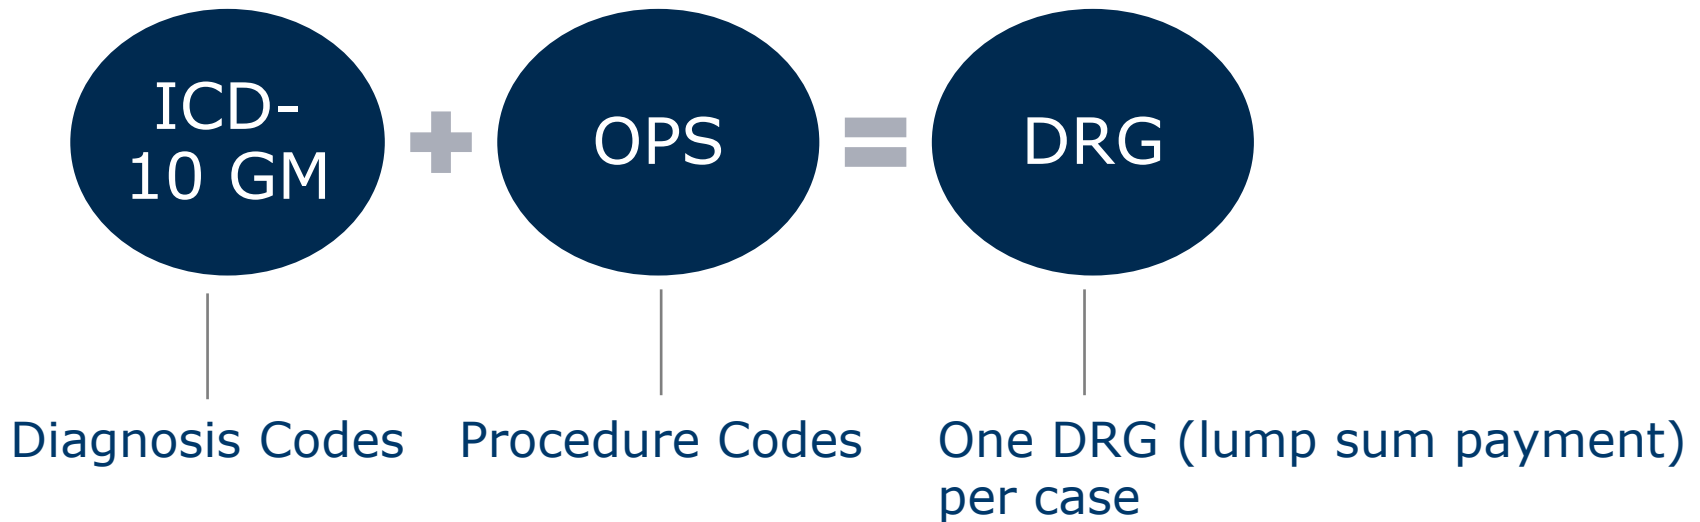 ICD-
10 GM
OPS
DRG
Diagnosis Codes
Procedure Codes
One DRG (lump sum payment)
per case